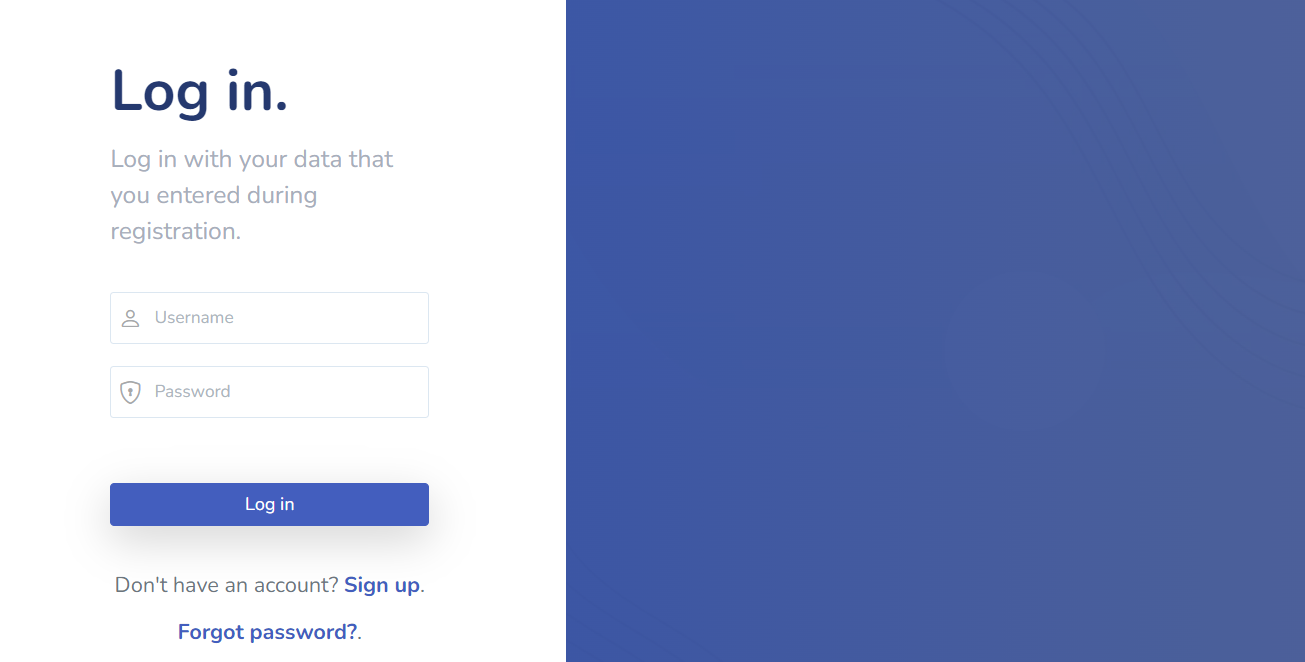 Log in.
Log in with your data that
you entered during
registration.
Username
Password
Log in
Don't have an account? Sign up.
Forgot password?.